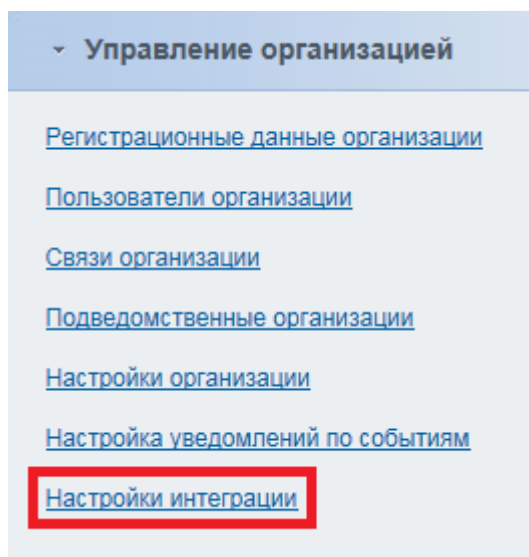 Управление организацией
Регистрационные данные организации
Пользователи организации
Связи организации
Подведомственные организации
Настройки организации
Настройка уведомлений по событиям
Настройки интеграции